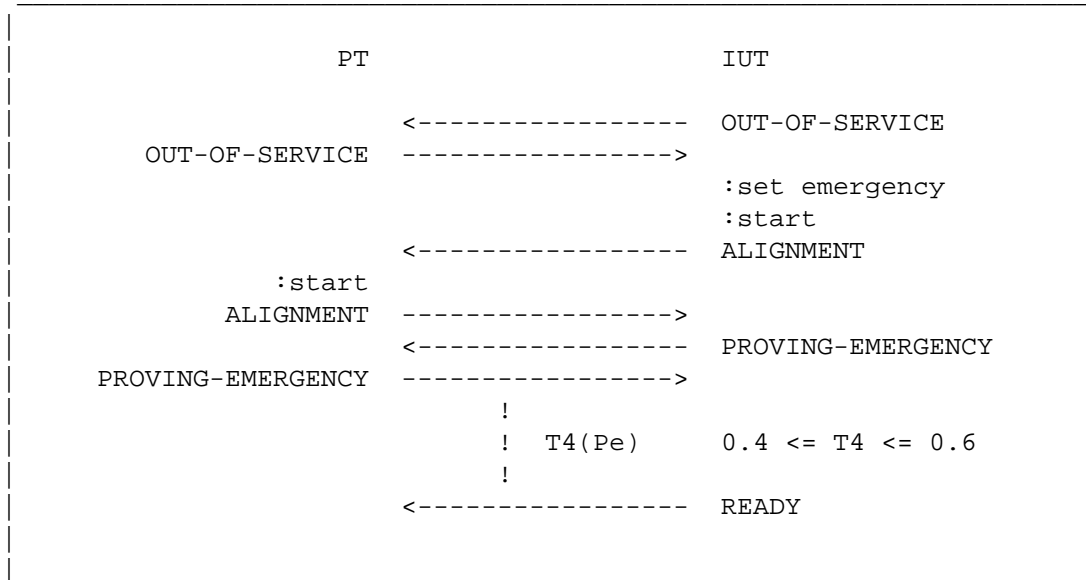 PT IUT
<----------------- OUT-OF-SERVICE
OUT-OF-SERVICE ----------------->
:set emergency
:start
<----------------- ALIGNMENT
:start
ALIGNMENT ----------------->
<----------------- PROVING-EMERGENCY
PROVING-EMERGENCY ----------------->
!
! T4(Pe) 0.4 <= T4 <= 0.6
!
<----------------- READY